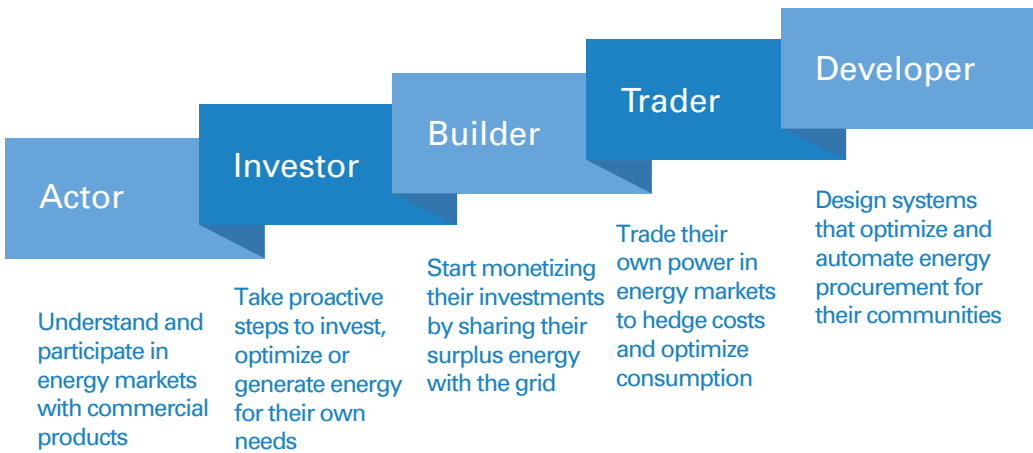 Actor
Understand and
participate in
energy markets
with commercial
products
Investor
Take proactive
steps to invest,
optimize or
generate energy
for their own
needs
Builder
Start monetizing
their investments
by sharing their
surplus energy
with the grid
Trader
Trade their
own power in
energy markets
to hedge costs
and optimize
consumption
Developer
Design systems
that optimize and
automate energy
procurement for
their communities